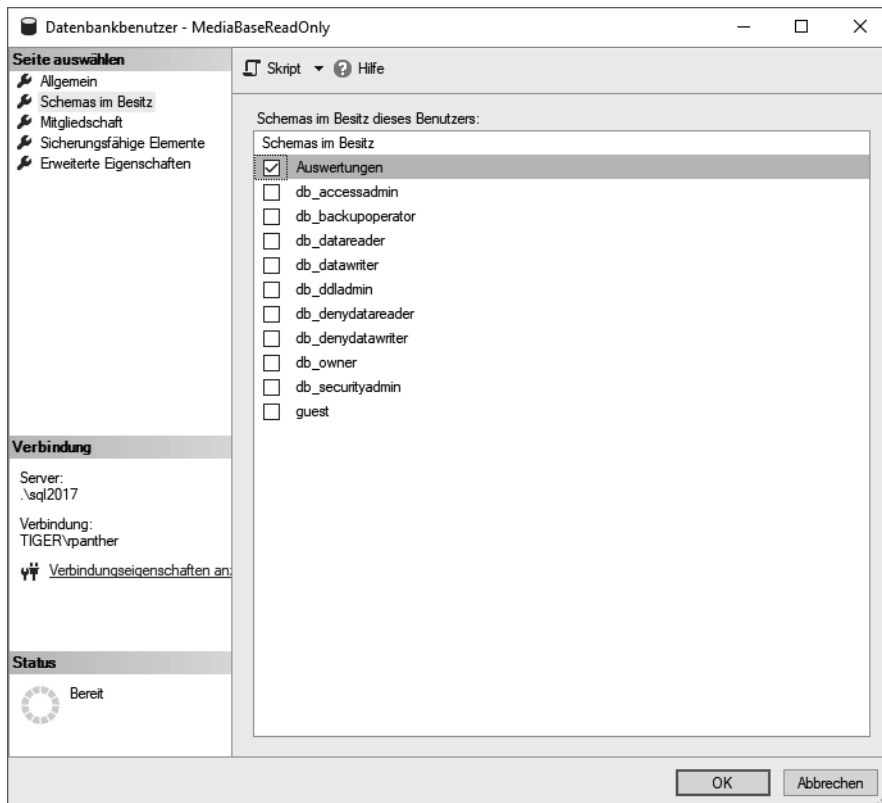 Datenbankbenutzer - MediaBaseReadOnly
Seite auswählen
Allgemein
Schemas im Besitz
Mitgliedschaft
Sicherungsfähige Elemente
Erweiterte Eigenschaften
Skript
Hilfe
Schemas im Besitz dieses Benutzers:
Schemas im Besitz
Auswertungen
db_accessadmin
db_backupoperator
db_datareader
db_datawriter
db_ddladmin
db_denydatareader
db_denydatawriter
db_owner
db_securityadmin
guest
Verbindung
Server:
.\sql2017
Verbindung:
TIGER\rpanther
Verbindungseigenschaften an
Status
Bereit
OK
Abbrechen